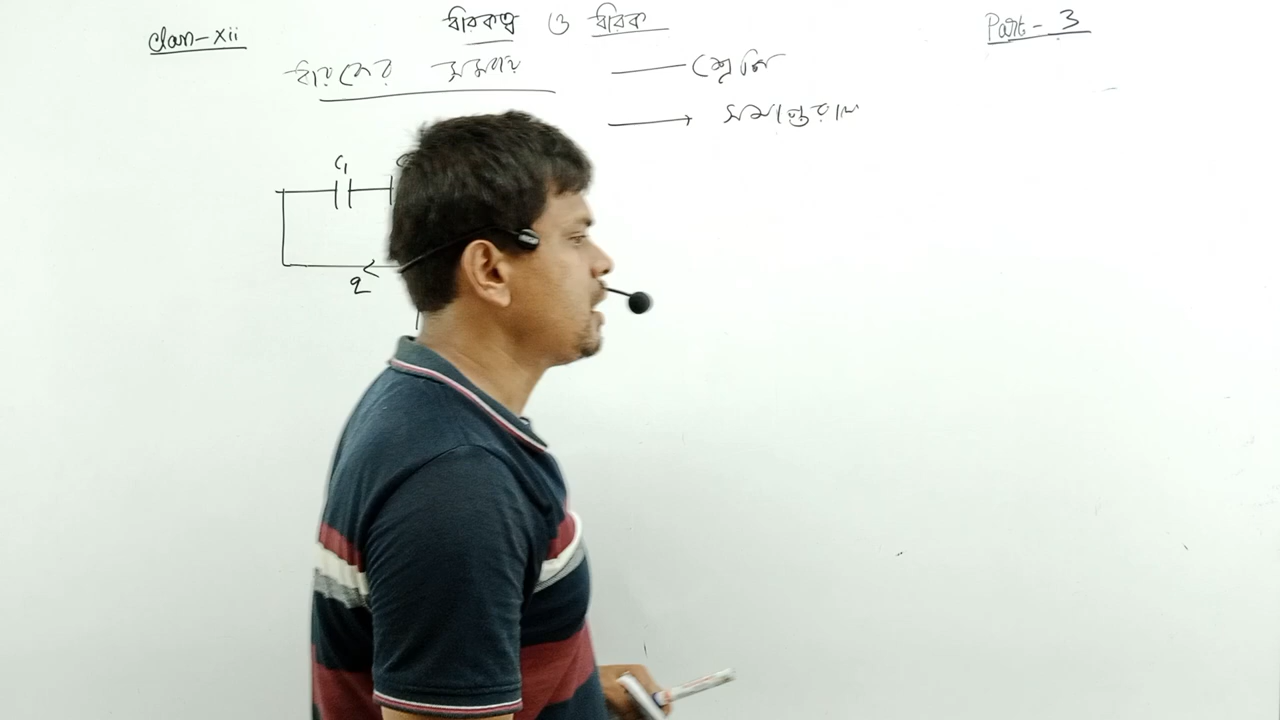 Class-xii
ধারকত্ব ও ধারক
Part-3
ধারকের সমবায়
শ্রেণি
সমান্তরাল
C₁
q